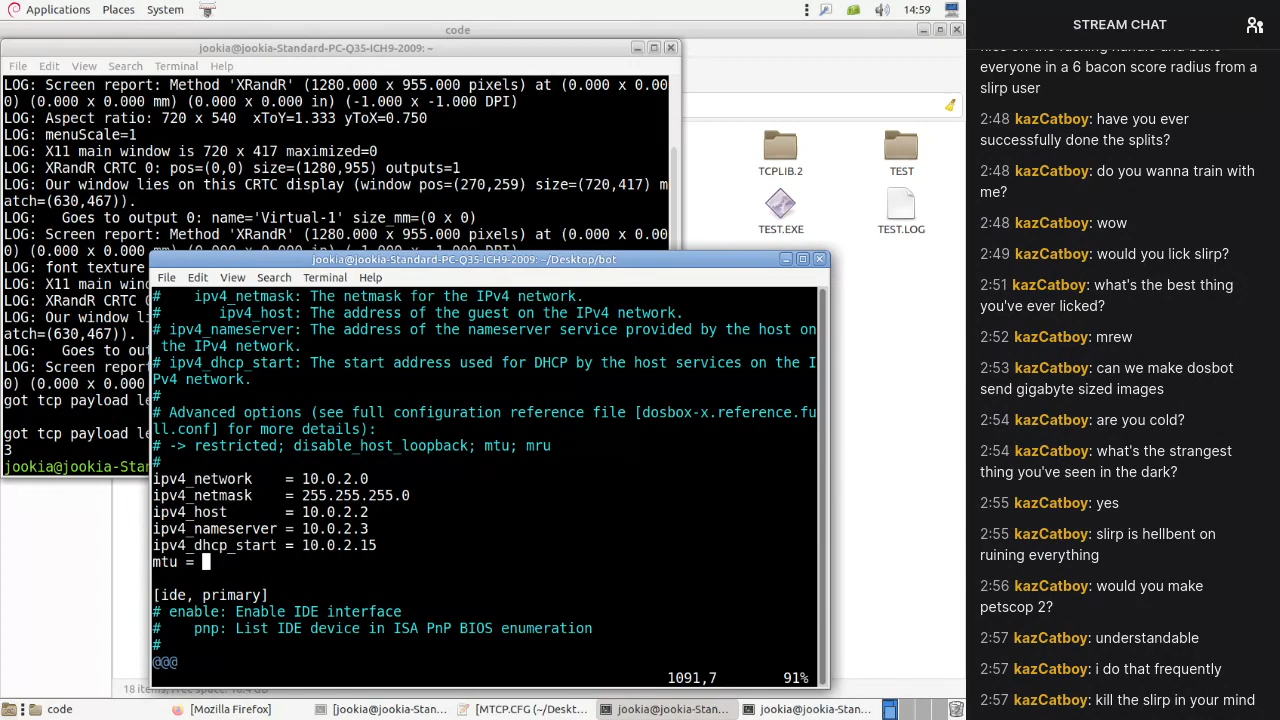 Applications Places System 14:59
code
jookia@jookia-Standard-PC-Q35-ICH9-2009: ~
File Edit View Search Terminal Help
LOG: Screen report: Method 'XRandR' (1280.000 x 955.000 pixels) at (0.000 x 0.00
0) (0.000 x 0.000 mm) (0.000 x 0.000 in) (-1.000 x -1.000 DPI)
LOG: Aspect ratio: 720 x 540  xToY=1.333 yToX=0.750
LOG: menuScale=1
LOG: X11 main window is 720 x 417 maximized=0
LOG: XRandR CRTC 0: pos=(0,0) size=(1280,955) outputs=1
LOG: Our window lies on this CRTC display (window pos=(270,259) size=(720,417) m
atch=(630,467)).
LOG:   Goes to output 0: name='Virtual-1' size_mm=(0 x 0)
LOG: Screen report: Method 'XRandR' (1280.000 x 955.000 pixels) at (0.000 x 0.00
0) (0.000 x 0.000 mm) (0.000 x 0.000 in) (-1.000 x -1.000 DPI)
LOG: font texture
LOG: X11 main wind
LOG: XRandR CRTC 0
LOG: Our window li
atch=(630,467)).
LOG:   Goes to out
LOG: Screen report
0) (0.000 x 0.000
got tcp payload le
got tcp payload le
3
jookia@jookia-Stan
TCPLIB.2
TEST
TEST.EXE
TEST.LOG
jookia@jookia-Standard-PC-Q35-ICH9-2009: ~/Desktop/bot
File Edit View Search Terminal Help
#    ipv4_netmask: The netmask for the IPv4 network.
#       ipv4_host: The address of the guest on the IPv4 network.
# ipv4_nameserver: The address of the nameserver service provided by the host on
 the IPv4 network.
# ipv4_dhcp_start: The start address used for DHCP by the host services on the I
Pv4 network.
#
# Advanced options (see full configuration reference file [dosbox-x.reference.fu
ll.conf] for more details):
# -> restricted; disable_host_loopback; mtu; mru
#
ipv4_network    = 10.0.2.0
ipv4_netmask    = 255.255.255.0
ipv4_host       = 10.0.2.2
ipv4_nameserver = 10.0.2.3
ipv4_dhcp_start = 10.0.2.15
mtu =
[ide, primary]
# enable: Enable IDE interface
#    pnp: List IDE device in ISA PnP BIOS enumeration
#
@@@
1091,7 91%
code
[Mozilla Firefox]
[jookia@jookia-Standa...
[MTCP.CFG (~/Deskt...
jookia@jookia-Standar...
jookia@jookia-Standar...
STREAM CHAT
everyone in a 6 bacon score radius from a
slirp user
2:48 kazCatboy: have you ever
successfully done the splits?
2:48 kazCatboy: do you wanna train with
me?
2:48 kazCatboy: wow
2:49 kazCatboy: would you lick slirp?
2:51 kazCatboy: what's the best thing
you've ever licked?
2:52 kazCatboy: mrew
2:53 kazCatboy: can we make dosbot
send gigabyte sized images
2:54 kazCatboy: are you cold?
2:54 kazCatboy: what's the strangest
thing you've seen in the dark?
2:55 kazCatboy: yes
2:55 kazCatboy: slirp is hellbent on
ruining everything
2:56 kazCatboy: would you make
petscop 2?
2:57 kazCatboy: understandable
2:57 kazCatboy: i do that frequently
2:57 kazCatboy: kill the slirp in your mind